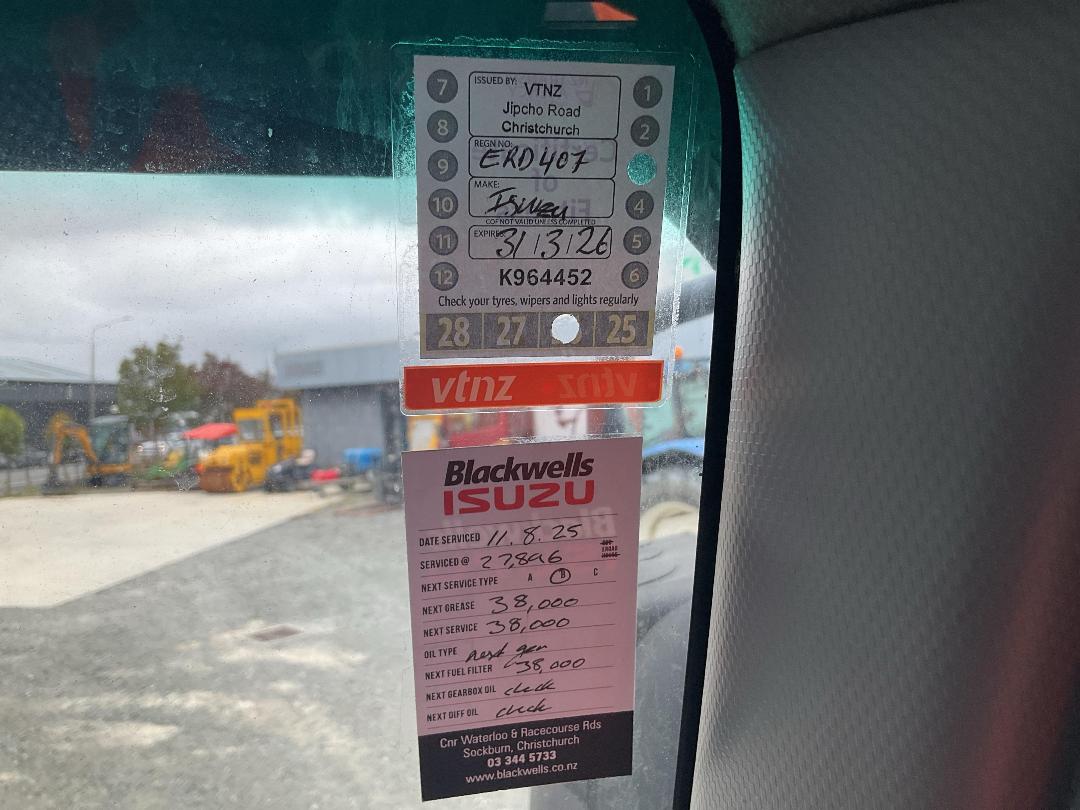 7 ISSUED BY: VTNZ 1
Jipcho Road
8 Christchurch 2
9 REGN NO: ERD407
10 MAKE: Isuzu 4
COF NOT VALID UNLESS COMPLETED
11 EXPIRES 31/3/26 5
12 K964452 6
Check your tyres, wipers and lights regularly
28 27 25
vtnz
Blackwells
ISUZU
DATE SERVICED 11.8.25
SERVICED @ 27,896
NEXT SERVICE TYPE A B C
NEXT GREASE 38,000
NEXT SERVICE 38,000
OIL TYPE next gen
NEXT FUEL FILTER 38,000
NEXT GEARBOX OIL check
NEXT DIFF OIL check
Cnr Waterloo & Racecourse Rds
Sockburn, Christchurch
03 344 5733
www.blackwells.co.nz